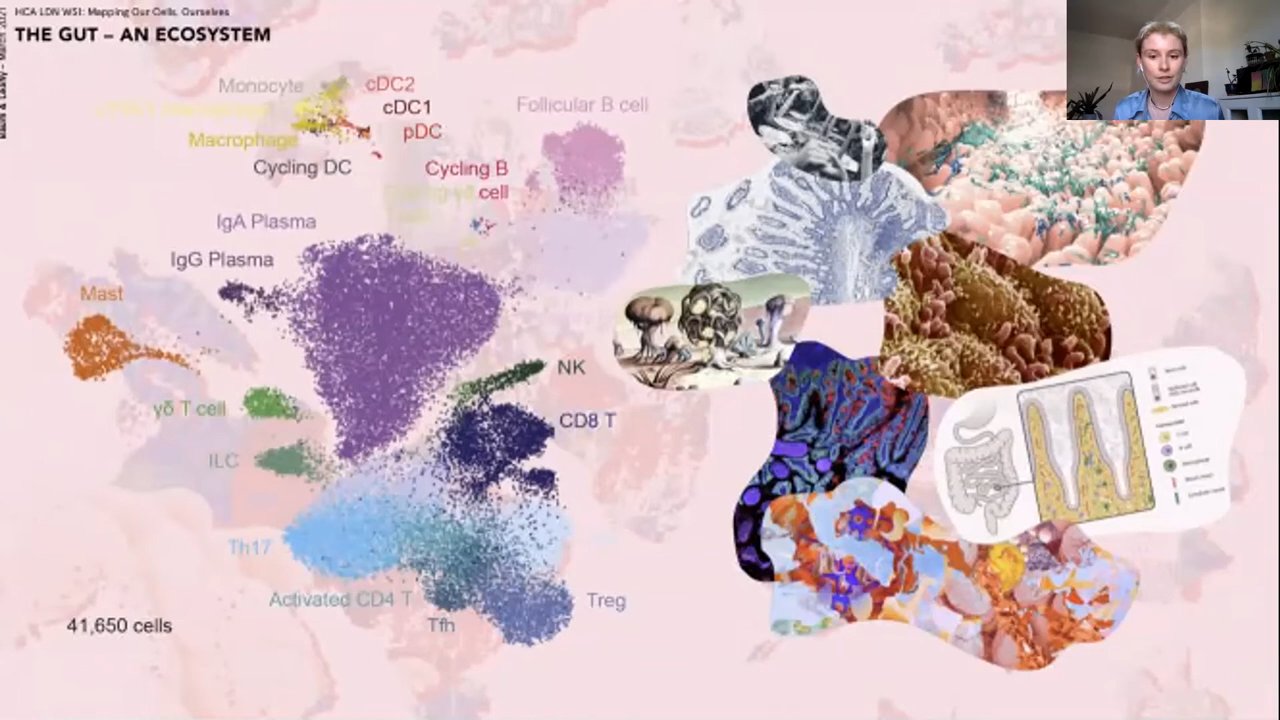 HCA LDN WS1: Mapping Our Cells, Ourselves
THE GUT – AN ECOSYSTEM
Monocyte
cDC2
cDC1
pDC
Macrophage
Cycling DC
Follicular B cell
Cycling B
cell
IgA Plasma
IgG Plasma
Mast
NK
γδ T cell
CD8 T
ILC
Th17
Activated CD4 T
Treg
Tfh
41,650 cells